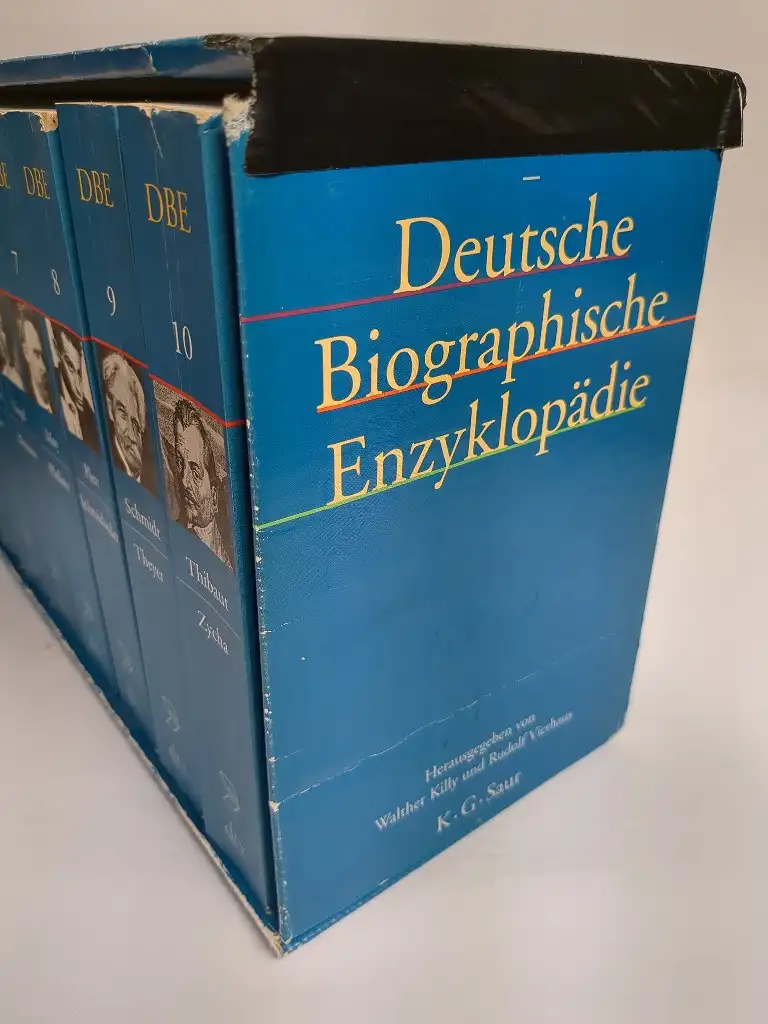 DBE
8
DBE
9
Schmidt
Theyer
DBE
10
Thibaut
Zycha
dtv
7
Deutsche
Biographische
Enzyklopädie
Herausgegeben von
Walther Killy und Rudolf Vierhaus
K·G·Saur